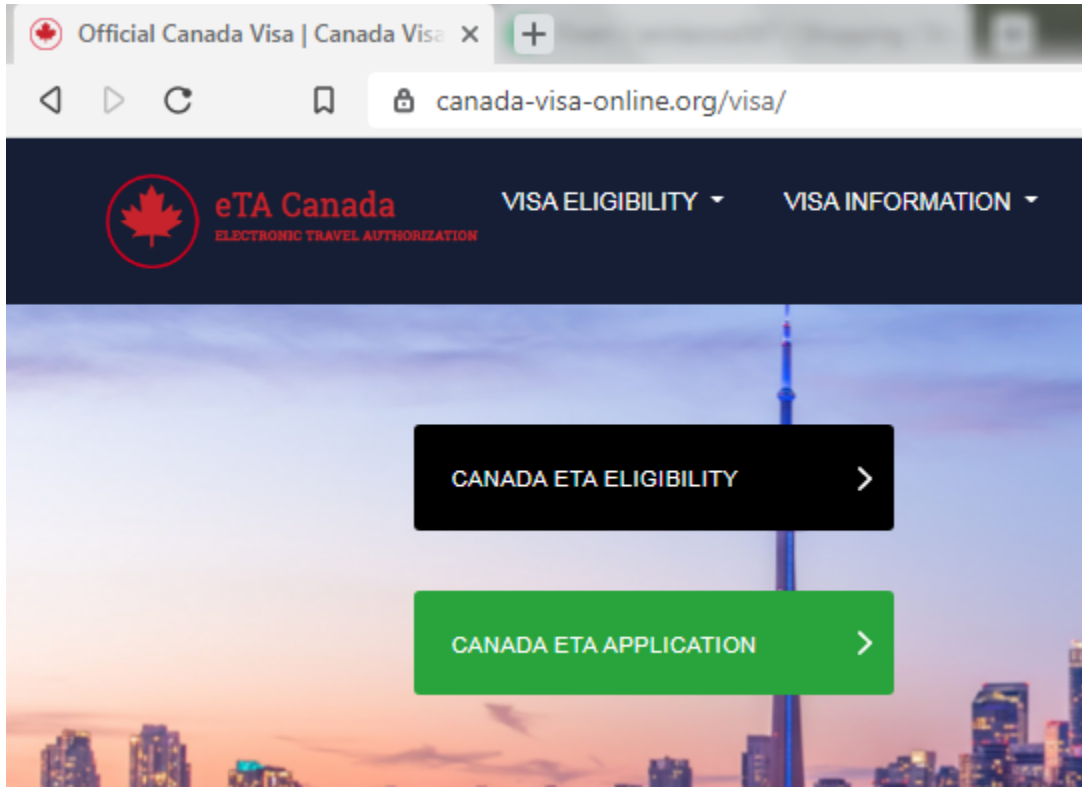 Official Canada Visa | Canada Visa
canada-visa-online.org/visa/
eTA Canada
ELECTRONIC TRAVEL AUTHORIZATION
VISA ELIGIBILITY
VISA INFORMATION
CANADA ETA ELIGIBILITY
CANADA ETA APPLICATION